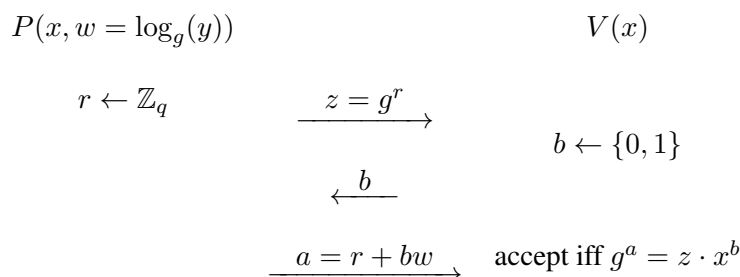 P(x, w = log_g(y)) V(x)
r ← ℤ_q z = g^r
b ← {0, 1}
b
a = r + bw accept iff g^a = z · x^b